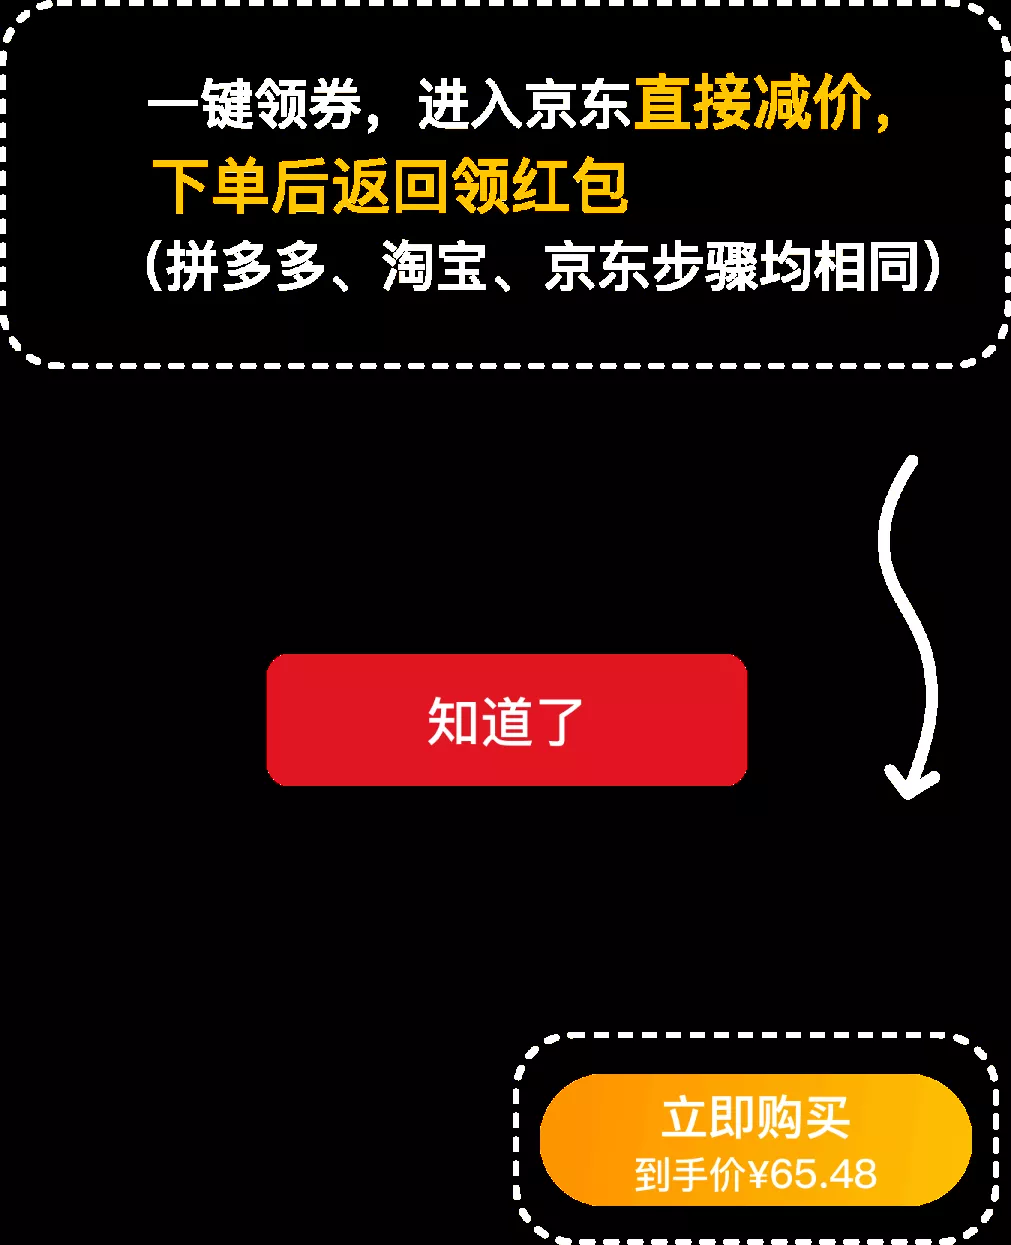 一键领券，进入京东直接减价，
下单后返回领红包
（拼多多、淘宝、京东步骤均相同）
知道了
立即购买
到手价¥65.48